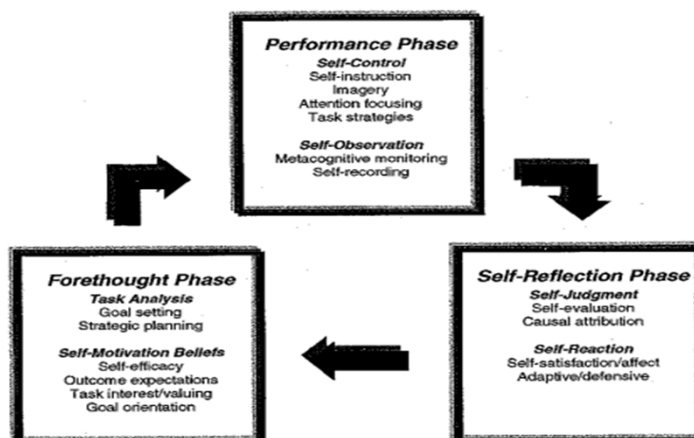 Performance Phase
Self-Control
Self-instruction
Imagery
Attention focusing
Task strategies
Self-Observation
Metacognitive monitoring
Self-recording
Forethought Phase
Task Analysis
Goal setting
Strategic planning
Self-Motivation Beliefs
Self-efficacy
Outcome expectations
Task interest/valuing
Goal orientation
Self-Reflection Phase
Self-Judgment
Self-evaluation
Causal attribution
Self-Reaction
Self-satisfaction/affect
Adaptive/defensive